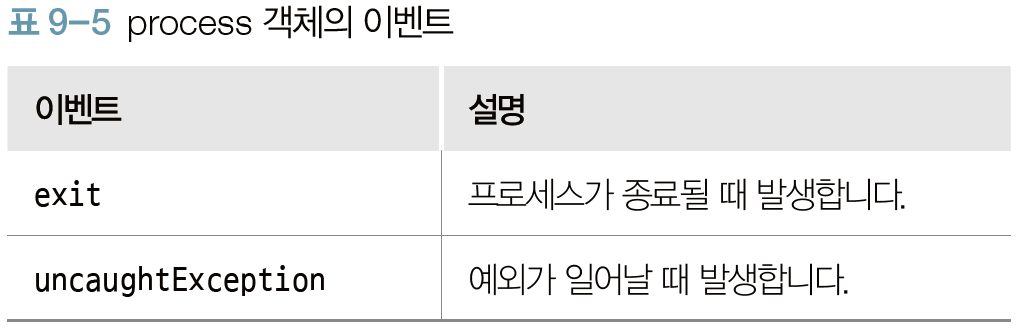 표 9-5 process 객체의 이벤트
이벤트 설명
exit 프로세스가 종료될 때 발생합니다.
uncaughtException 예외가 일어날 때 발생합니다.